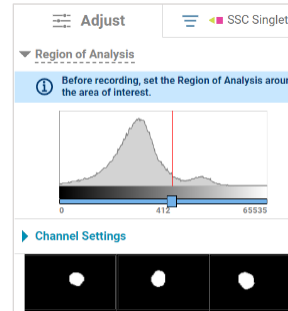 Adjust
SSC Singlet
Region of Analysis
Before recording, set the Region of Analysis
the area of interest.
0 412 65535
Channel Settings